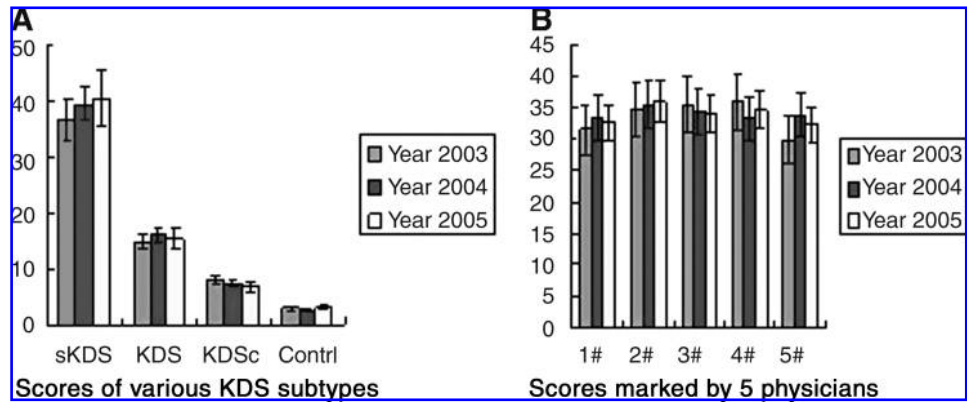 A
50
40
30
20
10
0
sKDS KDS KDSc Contrl
Year 2003
Year 2004
Year 2005
Scores of various KDS subtypes
B
45
40
35
30
25
20
15
10
5
0
1# 2# 3# 4# 5#
Year 2003
Year 2004
Year 2005
Scores marked by 5 physicians